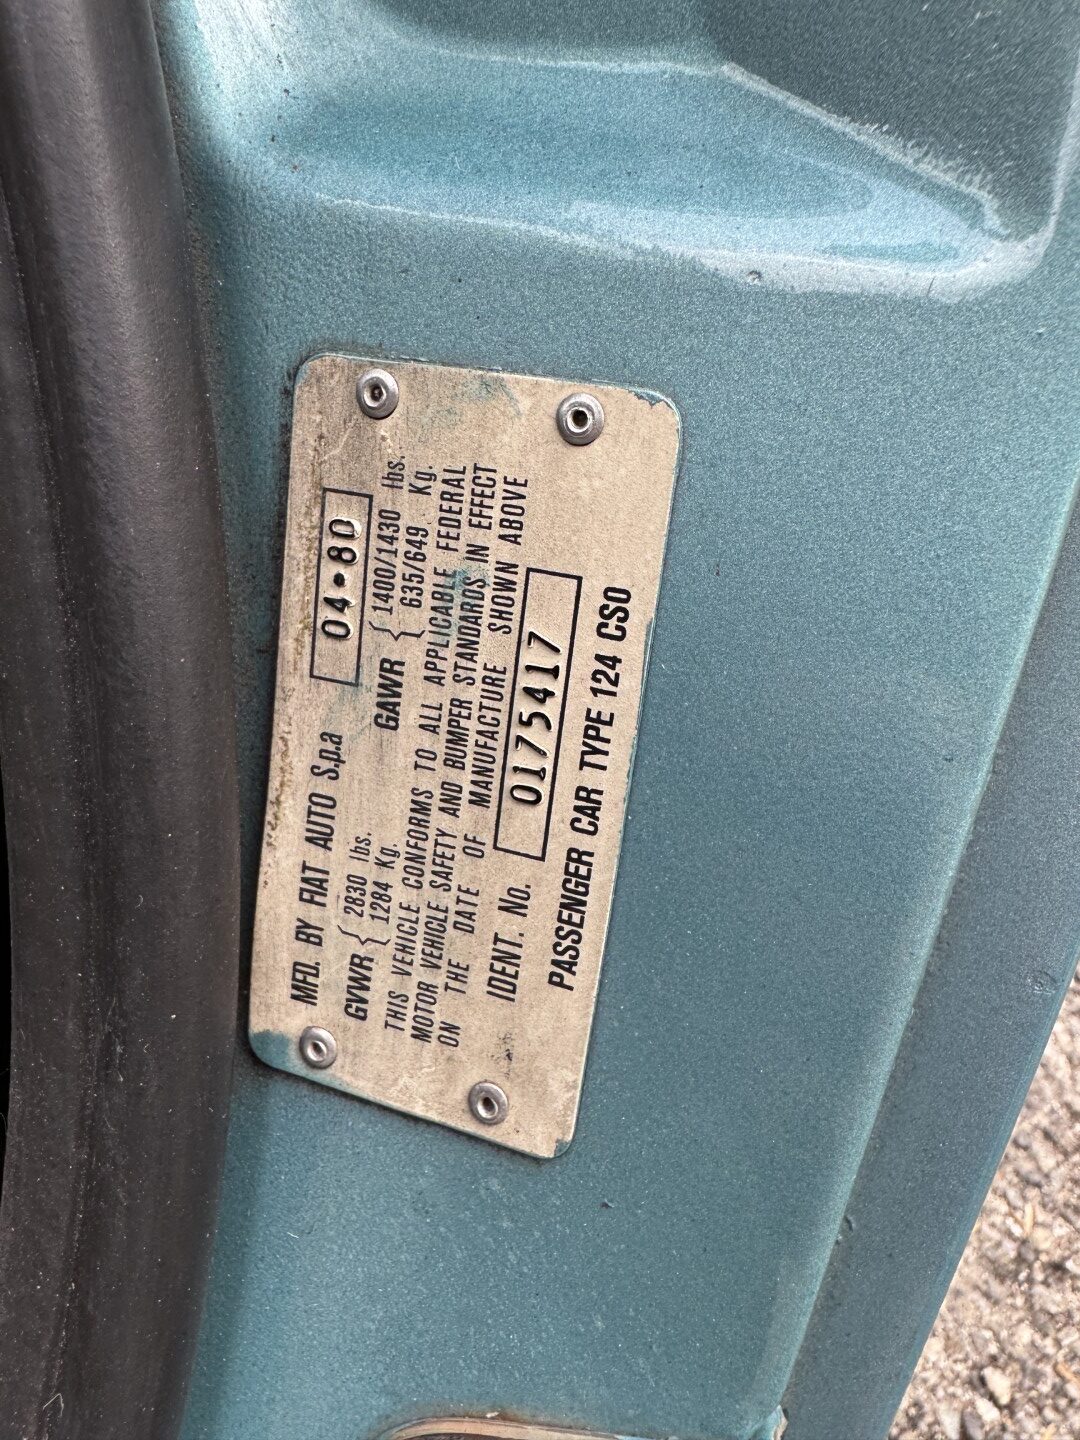 MFD. BY FIAT AUTO S.p.a 04•80
GVWR { 2830 lbs. 1284 Kg. GAWR { 1400/1430 lbs. 635/649 Kg.
THIS VEHICLE CONFORMS TO ALL APPLICABLE FEDERAL
MOTOR VEHICLE SAFETY AND BUMPER STANDARDS IN EFFECT
ON THE DATE OF MANUFACTURE SHOWN ABOVE
IDENT. No. 0175417
PASSENGER CAR TYPE 124 CS0